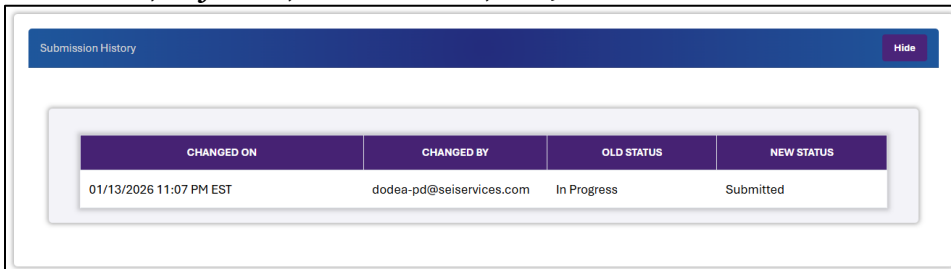 Submission History
Hide
CHANGED ON CHANGED BY OLD STATUS NEW STATUS
01/13/2026 11:07 PM EST dodea-pd@seiservices.com In Progress Submitted